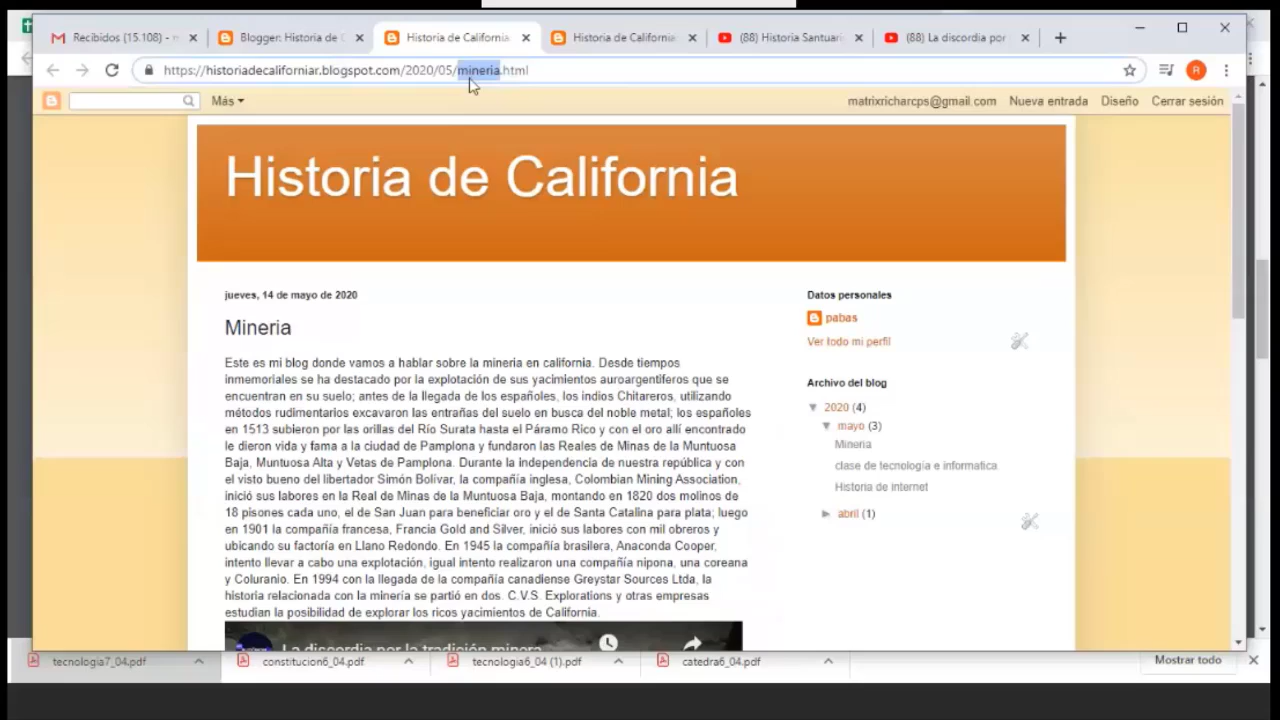 Recibidos (15.108) -
Blogger: Historia de
Historia de California
Historia de California
(88) Historia Santuari
(88) La discordia por
https://historiadecaliforniar.blogspot.com/2020/05/mineria.html
Más
matrixricharcps@gmail.com
Nueva entrada
Diseño
Cerrar sesión
Historia de California
jueves, 14 de mayo de 2020
Mineria
Este es mi blog donde vamos a hablar sobre la mineria en california. Desde tiempos
inmemoriales se ha destacado por la explotación de sus yacimientos auroargentiferos que se
encuentran en su suelo; antes de la llegada de los españoles, los indios Chitareros, utilizando
métodos rudimentarios excavaron las entrañas del suelo en busca del noble metal; los españoles
en 1513 subieron por las orillas del Río Surata hasta el Páramo Rico y con el oro allí encontrado
le dieron vida y fama a la ciudad de Pamplona y fundaron las Reales de Minas de la Muntuosa
Baja, Muntuosa Alta y Vetas de Pamplona. Durante la independencia de nuestra república y con
el visto bueno del libertador Simón Bolívar, la compañía inglesa, Colombian Mining Association,
inició sus labores en la Real de Minas de la Muntuosa Baja, montando en 1820 dos molinos de
18 pisones cada uno, el de San Juan para beneficiar oro y el de Santa Catalina para plata; luego
en 1901 la compañía francesa, Francia Gold and Silver, inició sus labores con mil obreros y
ubicando su factoría en Llano Redondo. En 1945 la compañía brasilera, Anaconda Cooper,
intento llevar a cabo una explotación, igual intento realizaron una compañía nipona, una coreana
y Coluranio. En 1994 con la llegada de la compañía canadiense Greystar Sources Ltda, la
historia relacionada con la minería se partió en dos. C.V.S. Explorations y otras empresas
estudian la posibilidad de explorar los ricos yacimientos de California.
La discordia por la tradición minera
Datos personales
pabas
Ver todo mi perfil
Archivo del blog
▼ 2020 (4)
▼ mayo (3)
Mineria
clase de tecnología e informatica
Historia de internet
► abril (1)
tecnologia7_04.pdf
constitucion6_04.pdf
tecnologia6_04 (1).pdf
catedra6_04.pdf
Mostrar todo